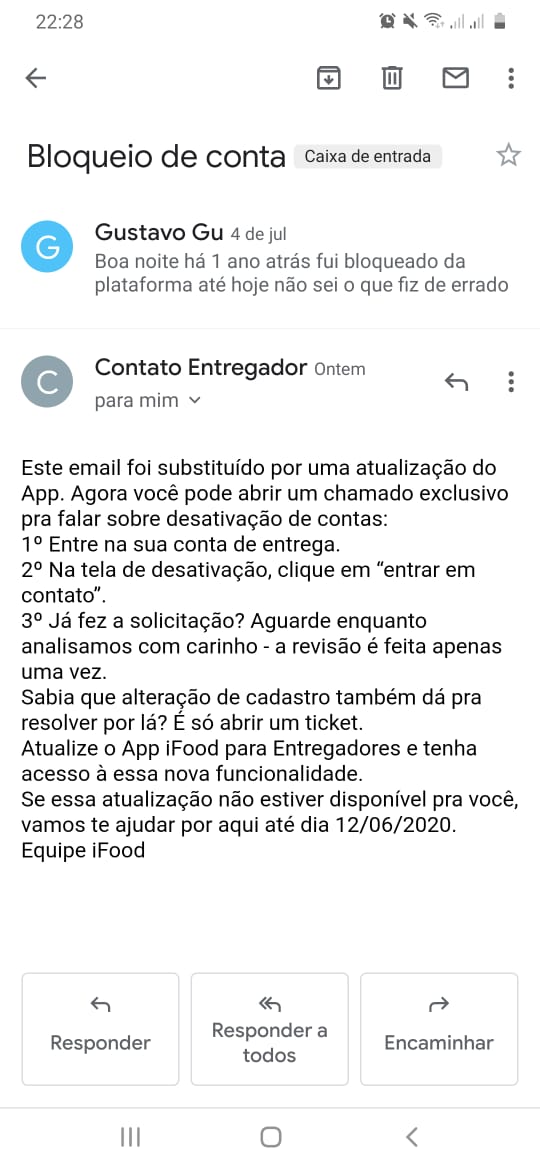 22:28
Bloqueio de conta Caixa de entrada
G
Gustavo Gu 4 de jul
Boa noite há 1 ano atrás fui bloqueado da
plataforma até hoje não sei o que fiz de errado
C
Contato Entregador Ontem
para mim
Este email foi substituído por uma atualização do
App. Agora você pode abrir um chamado exclusivo
pra falar sobre desativação de contas:
1º Entre na sua conta de entrega.
2º Na tela de desativação, clique em “entrar em
contato”.
3º Já fez a solicitação? Aguarde enquanto
analisamos com carinho - a revisão é feita apenas
uma vez.
Sabia que alteração de cadastro também dá pra
resolver por lá? É só abrir um ticket.
Atualize o App iFood para Entregadores e tenha
acesso à essa nova funcionalidade.
Se essa atualização não estiver disponível pra você,
vamos te ajudar por aqui até dia 12/06/2020.
Equipe iFood
Responder
Responder a
todos
Encaminhar